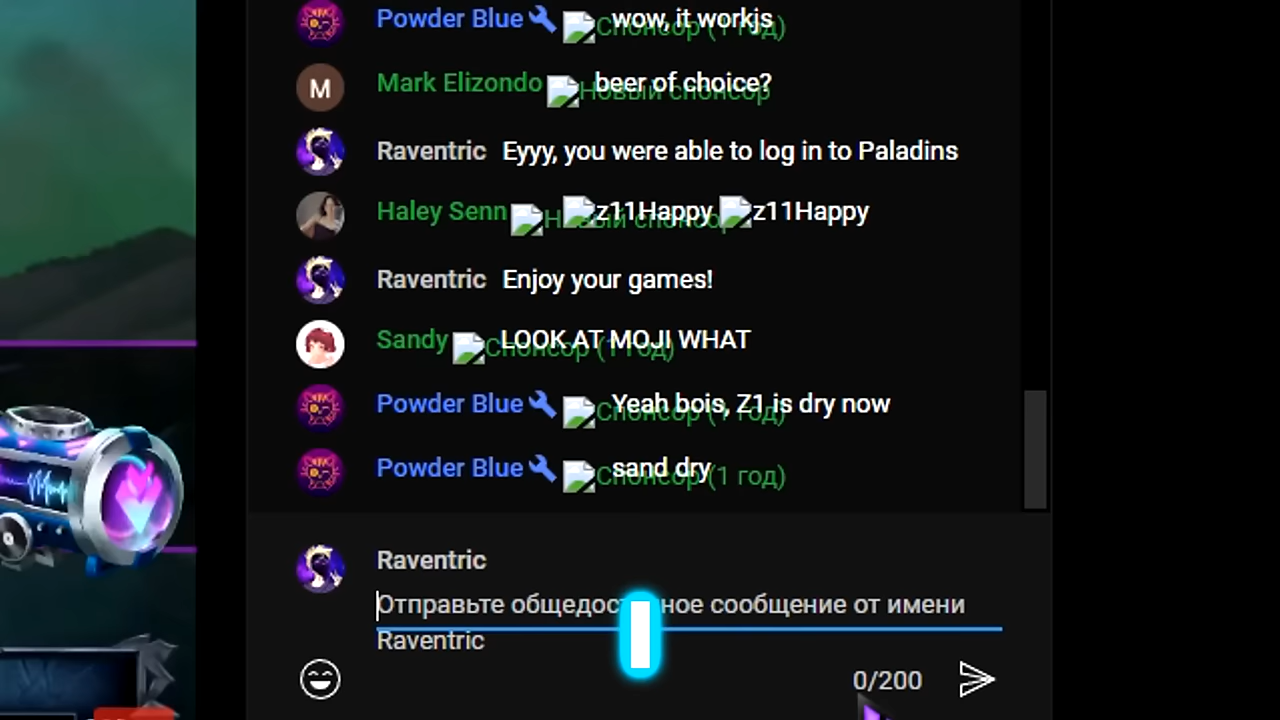 Powder Blue Спонсор (1 год) wow, it workjs
M Mark Elizondo Новый спонсор beer of choice?
Raventric Eyyy, you were able to log in to Paladins
Haley Senn Новый спонсор z11Happy z11Happy
Raventric Enjoy your games!
Sandy Спонсор (1 год) LOOK AT MOJI WHAT
Powder Blue Спонсор (1 год) Yeah bois, Z1 is dry now
Powder Blue Спонсор (1 год) sand dry
Raventric
Отправьте общедоступное сообщение от имени
Raventric
0/200